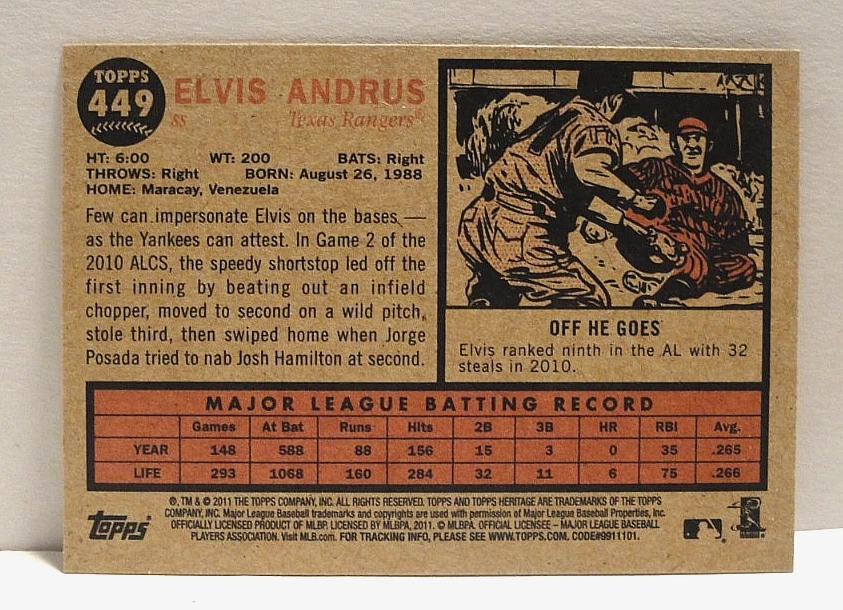 TOPPS
449
ELVIS ANDRUS
SS
Texas Rangers®
HT: 6:00 WT: 200 BATS: Right
THROWS: Right BORN: August 26, 1988
HOME: Maracay, Venezuela
Few can impersonate Elvis on the bases —
as the Yankees can attest. In Game 2 of the
2010 ALCS, the speedy shortstop led off the
first inning by beating out an infield
chopper, moved to second on a wild pitch,
stole third, then swiped home when Jorge
Posada tried to nab Josh Hamilton at second.
OFF HE GOES
Elvis ranked ninth in the AL with 32
steals in 2010.
MAJOR LEAGUE BATTING RECORD
Games At Bat Runs Hits 2B 3B HR RBI Avg.
YEAR 148 588 88 156 15 3 0 35 .265
LIFE 293 1068 160 284 32 11 6 75 .266
Topps®
®, TM & © 2011 THE TOPPS COMPANY, INC. ALL RIGHTS RESERVED. TOPPS AND TOPPS HERITAGE ARE TRADEMARKS OF THE TOPPS
COMPANY, INC. Major League Baseball trademarks and copyrights are used with permission of Major League Baseball Properties, Inc.
OFFICIALLY LICENSED PRODUCT OF MLBP. LICENSED BY MLBPA, 2011. © MLBPA. OFFICIAL LICENSEE – MAJOR LEAGUE BASEBALL
PLAYERS ASSOCIATION. Visit MLB.com. FOR TRACKING INFO, PLEASE SEE WWW.TOPPS.COM. CODE#9911101.